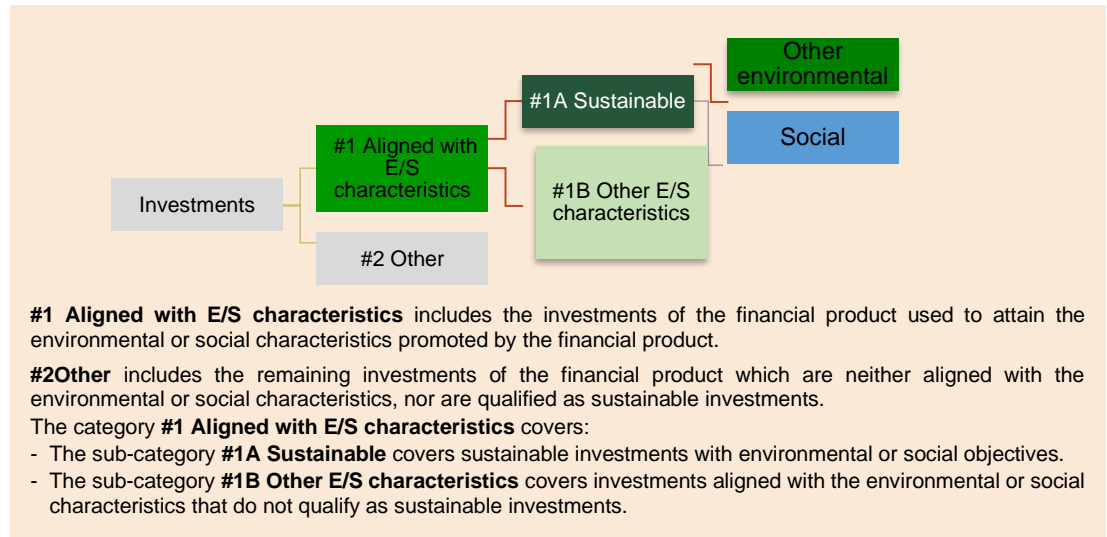 Other
environmental
#1A Sustainable
Social
#1 Aligned with
E/S
characteristics
#1B Other E/S
characteristics
Investments
#2 Other
#1 Aligned with E/S characteristics includes the investments of the financial product used to attain the
environmental or social characteristics promoted by the financial product.
#2Other includes the remaining investments of the financial product which are neither aligned with the
environmental or social characteristics, nor are qualified as sustainable investments.
The category #1 Aligned with E/S characteristics covers:
- The sub-category #1A Sustainable covers sustainable investments with environmental or social objectives.
- The sub-category #1B Other E/S characteristics covers investments aligned with the environmental or social
characteristics that do not qualify as sustainable investments.